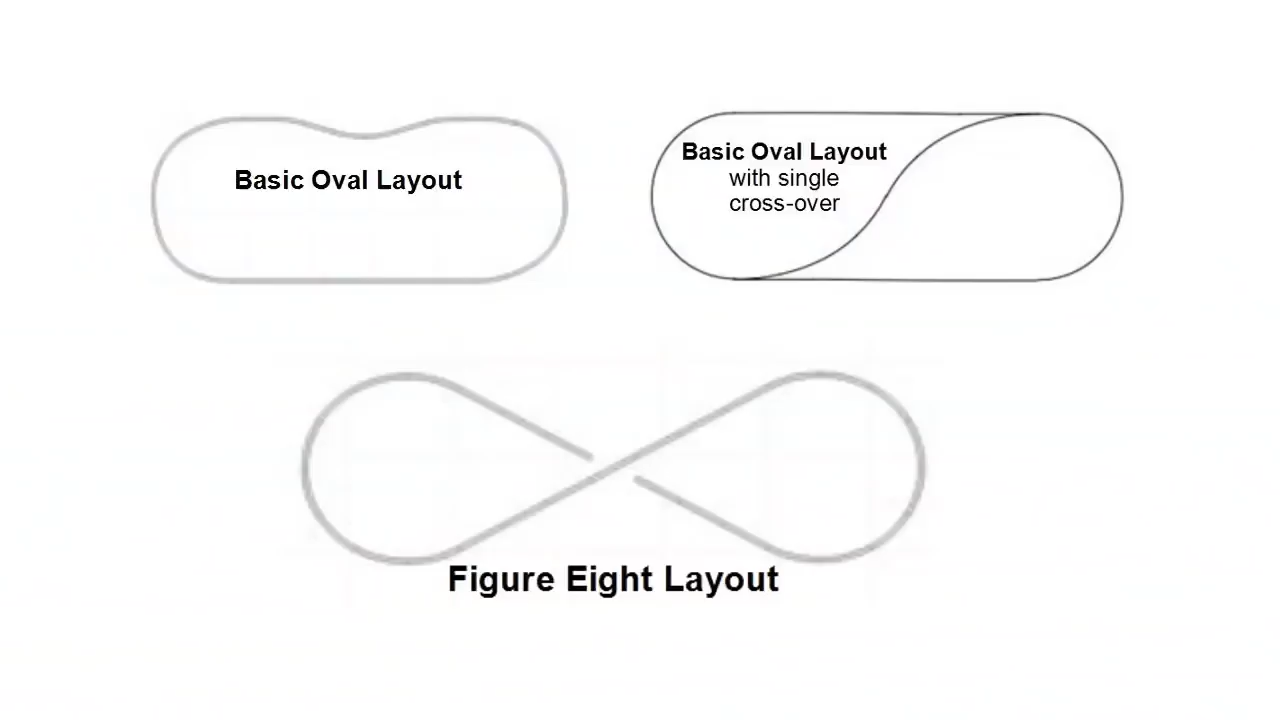 Basic Oval Layout
Basic Oval Layout
with single
cross-over
Figure Eight Layout